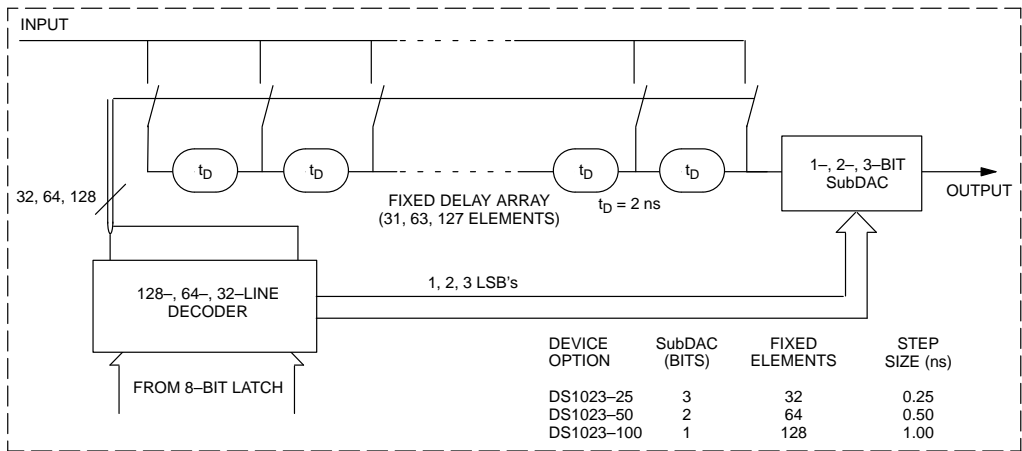 INPUT
tD
tD
tD
tD
1–, 2–, 3–BIT
SubDAC
OUTPUT
32, 64, 128
FIXED DELAY ARRAY
(31, 63, 127 ELEMENTS)
tD = 2 ns
128–, 64–, 32–LINE
DECODER
1, 2, 3 LSB's
FROM 8–BIT LATCH
DEVICE SubDAC FIXED STEP
OPTION (BITS) ELEMENTS SIZE (ns)
DS1023–25 3 32 0.25
DS1023–50 2 64 0.50
DS1023–100 1 128 1.00